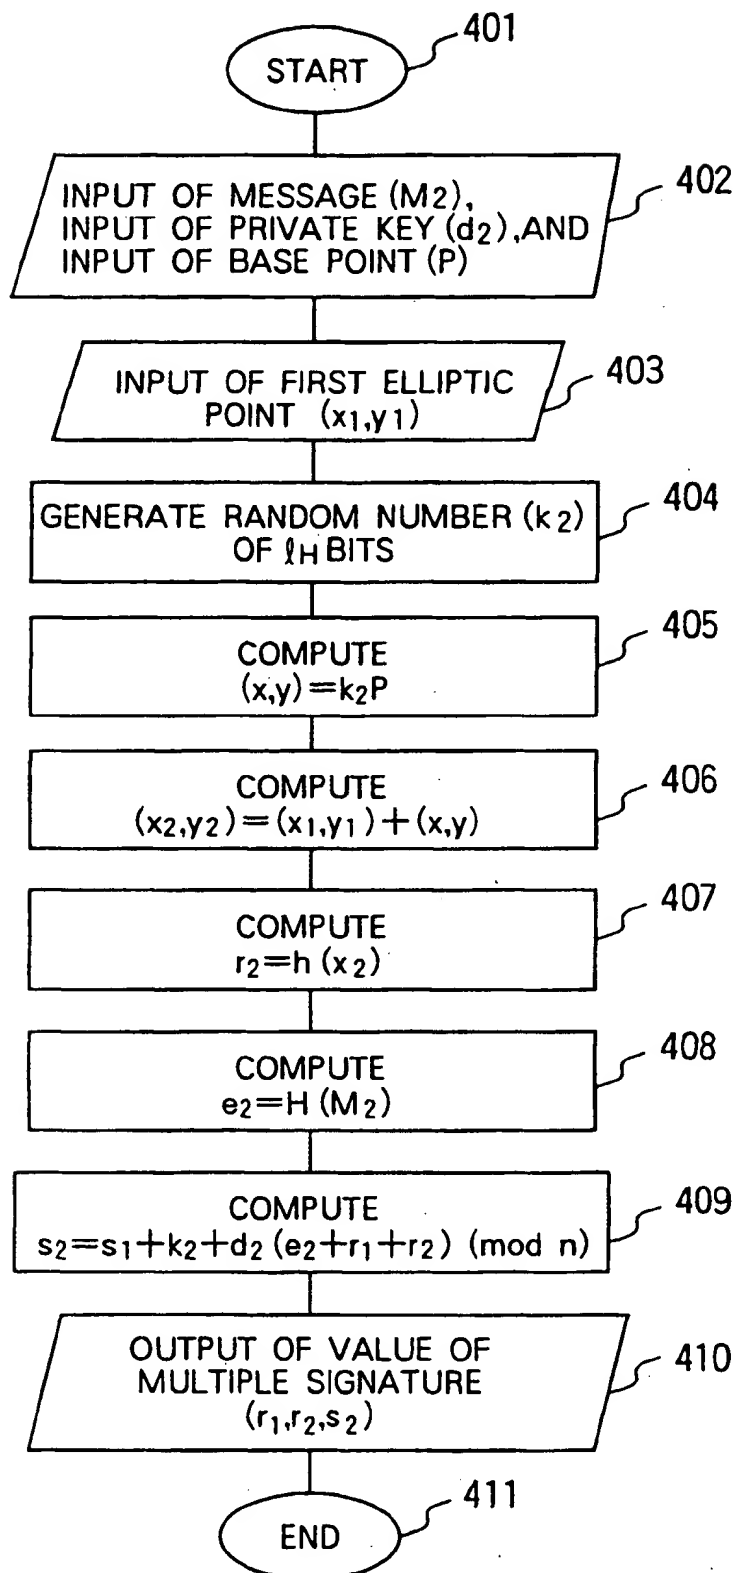 401
START
402
INPUT OF MESSAGE (M2),
INPUT OF PRIVATE KEY (d2), AND
INPUT OF BASE POINT (P)
403
INPUT OF FIRST ELLIPTIC
POINT (x1,y1)
404
GENERATE RANDOM NUMBER (k2)
OF ℓH BITS
405
COMPUTE
(x,y)=k2P
406
COMPUTE
(x2,y2)=(x1,y1)+(x,y)
407
COMPUTE
r2=h(x2)
408
COMPUTE
e2=H(M2)
409
COMPUTE
s2=s1+k2+d2(e2+r1+r2) (mod n)
410
OUTPUT OF VALUE OF
MULTIPLE SIGNATURE
(r1,r2,s2)
411
END